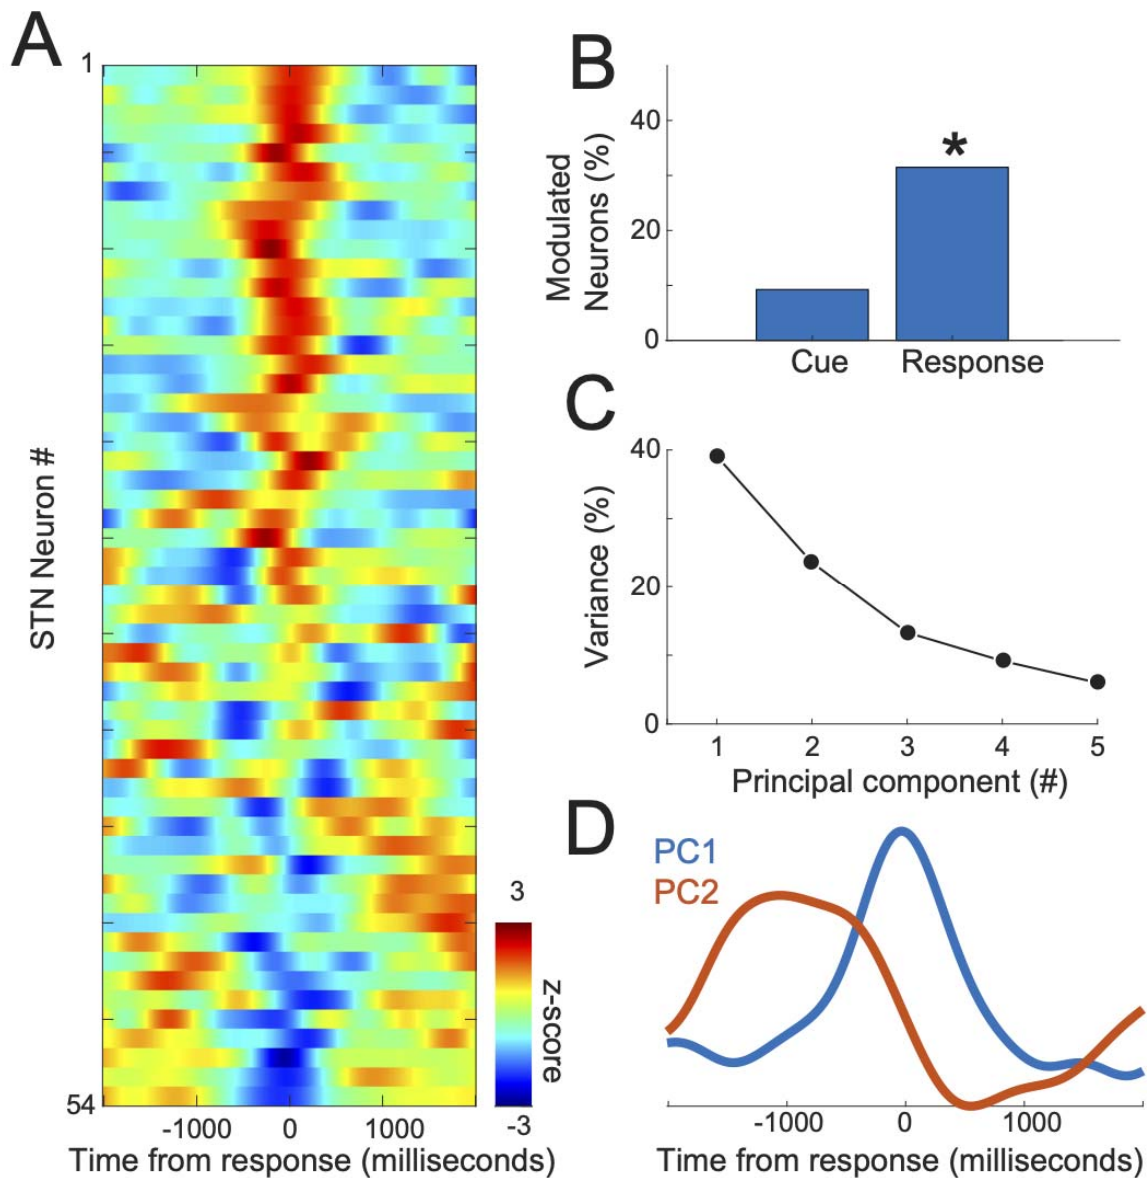 A
1
STN Neuron #
54
-1000 0 1000
Time from response (milliseconds)
3
z-score
-3
B
Modulated
Neurons (%)
40
20
0
*
Cue Response
C
Variance (%)
40
20
0
1 2 3 4 5
Principal component (#)
D
PC1
PC2
-1000 0 1000
Time from response (milliseconds)